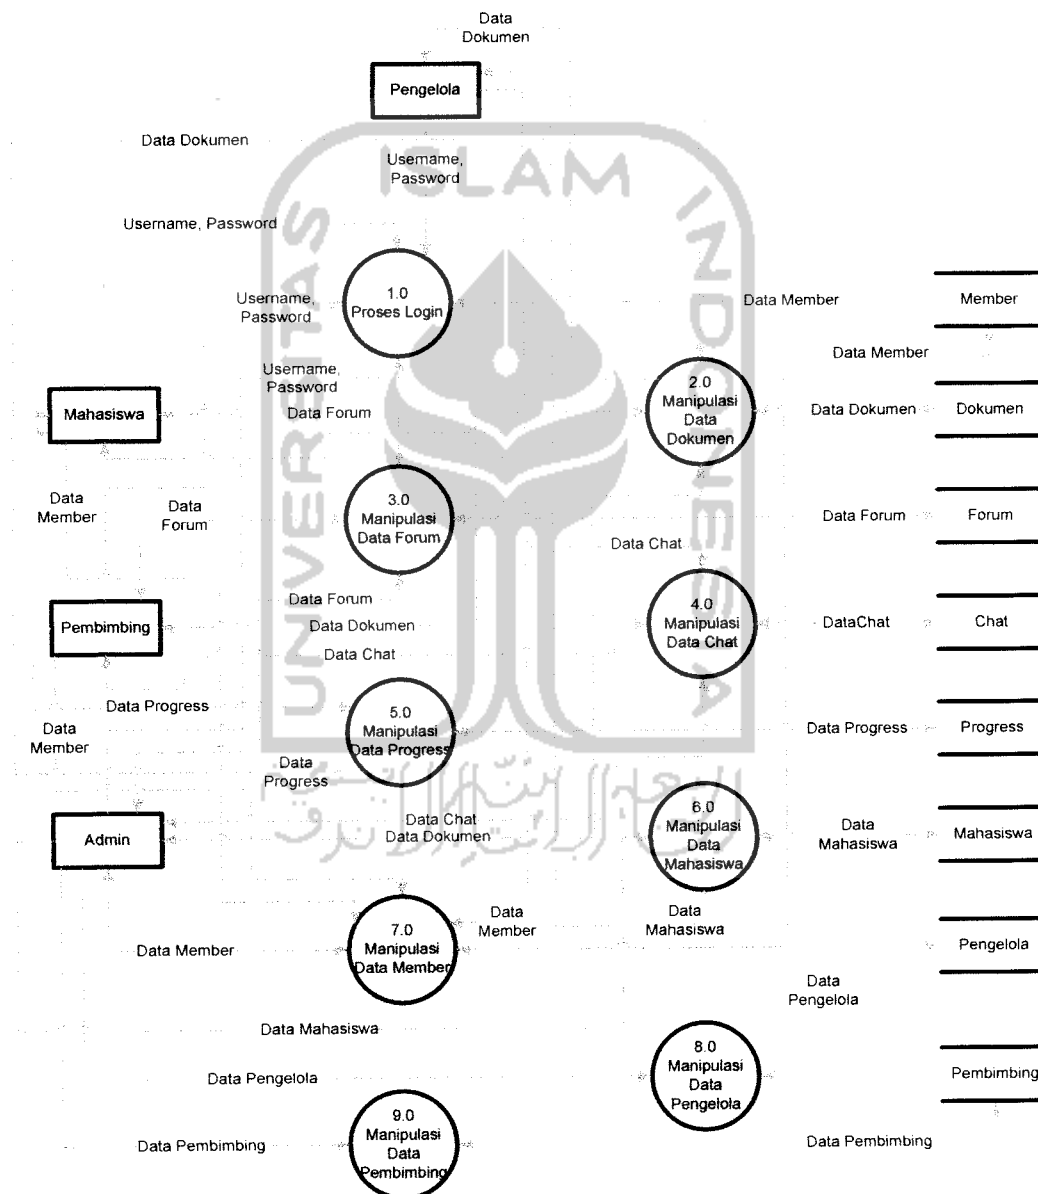 Data
Dokumen
Pengelola
Data Dokumen
Username,
Password
Username, Password
1.0
Proses Login
Username,
Password
Data Member
Member
Username,
Password
Data Member
Mahasiswa
Data Forum
2.0
Manipulasi
Data
Dokumen
Data Dokumen
Dokumen
Data
Member
Data
Forum
3.0
Manipulasi
Data Forum
Data Forum
Forum
Data Chat
Data Forum
Pembimbing
Data Dokumen
Data Chat
4.0
Manipulasi
Data Chat
DataChat
Chat
Data Progress
Data
Member
5.0
Manipulasi
Data Progress
Data Progress
Progress
Data
Progress
Admin
Data Chat
Data Dokumen
6.0
Manipulasi
Data
Mahasiswa
Data
Mahasiswa
Mahasiswa
Data Member
7.0
Manipulasi
Data Member
Data
Member
Data
Mahasiswa
Pengelola
Data
Pengelola
Data Mahasiswa
Data Pengelola
8.0
Manipulasi
Data
Pengelola
Pembimbing
Data Pembimbing
9.0
Manipulasi
Data
Pembimbing
Data Pembimbing
UNIVERSITAS
ISLAM
INDONESIA